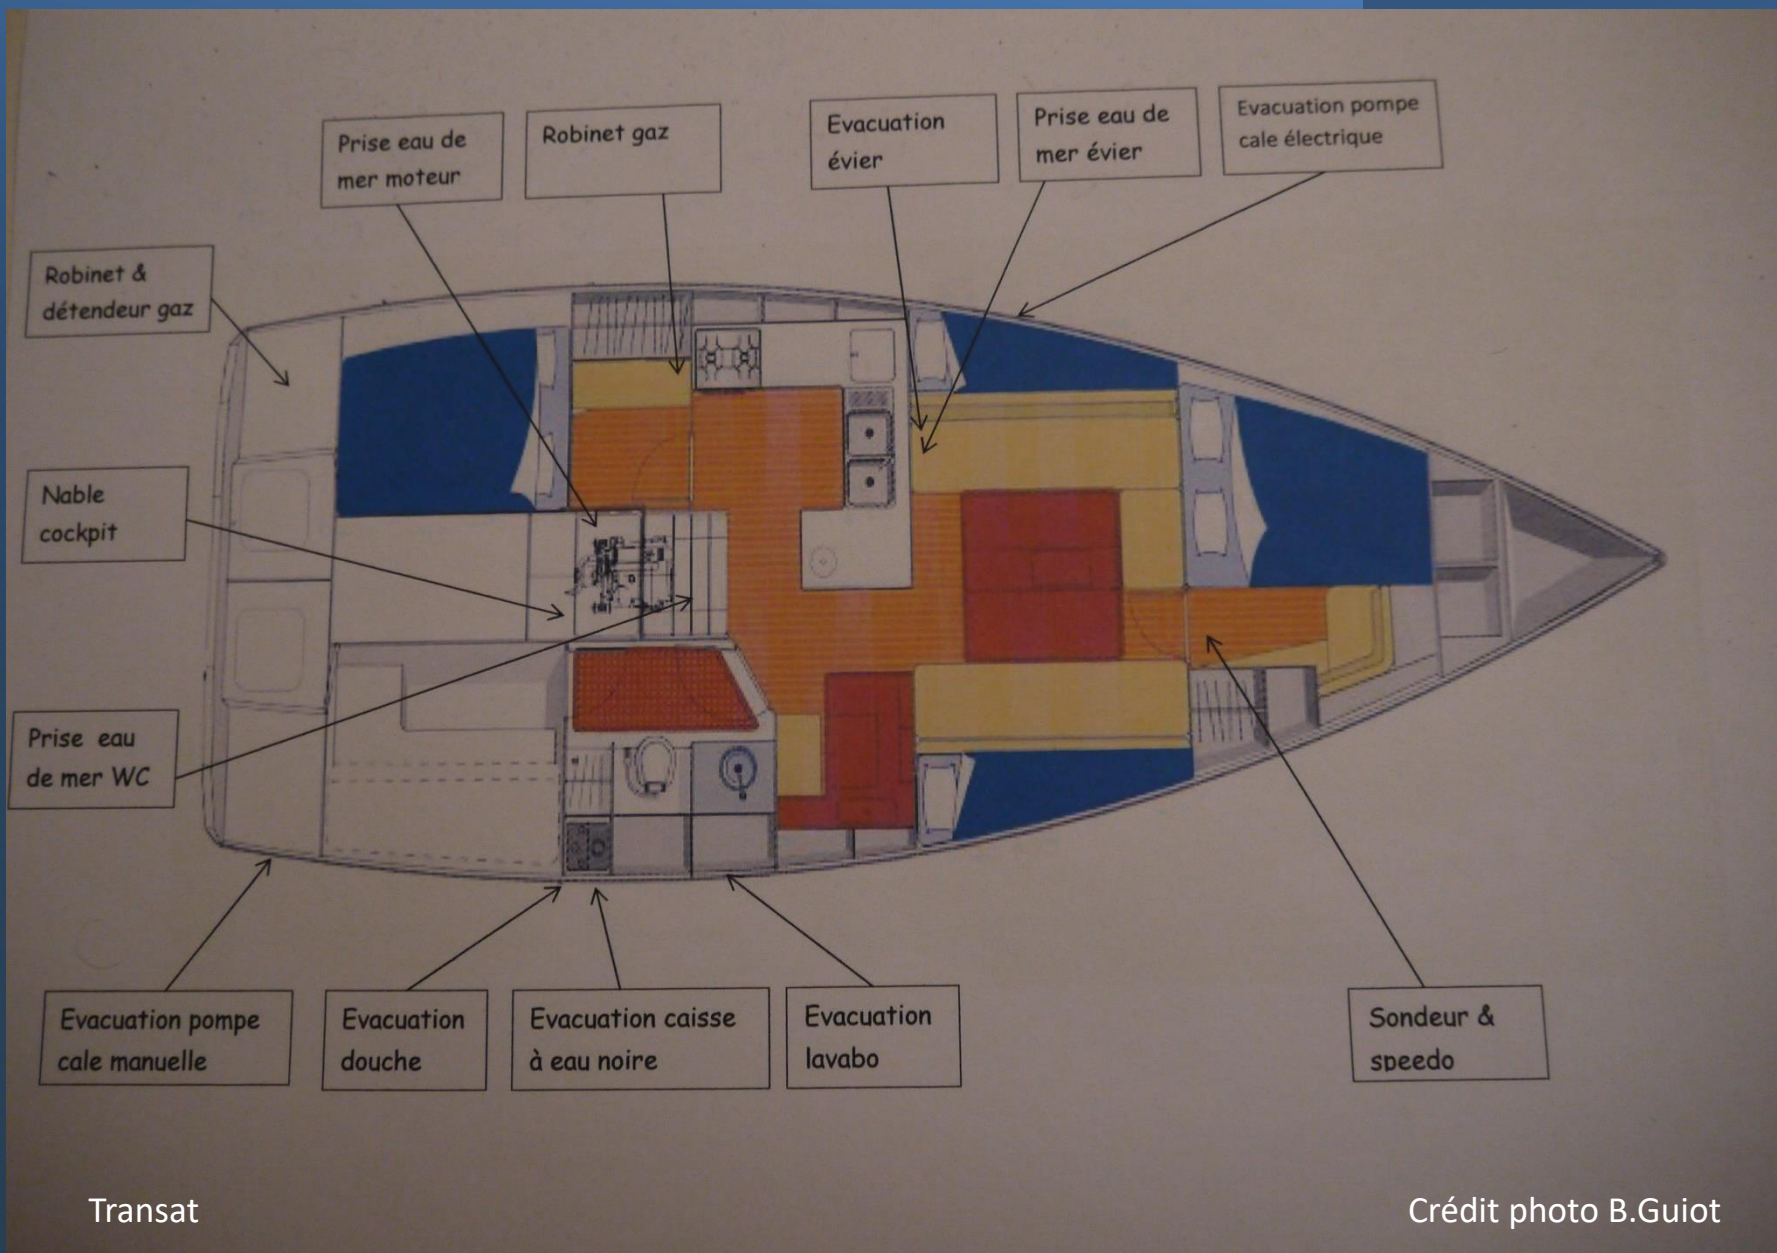 Prise eau de
mer moteur
Robinet gaz
Evacuation
évier
Prise eau de
mer évier
Evacuation pompe
cale électrique
Robinet &
détendeur gaz
Nable
cockpit
Prise eau
de mer WC
Evacuation pompe
cale manuelle
Evacuation
douche
Evacuation caisse
à eau noire
Evacuation
lavabo
Sondeur &
speedo
Transat
Crédit photo B.Guiot